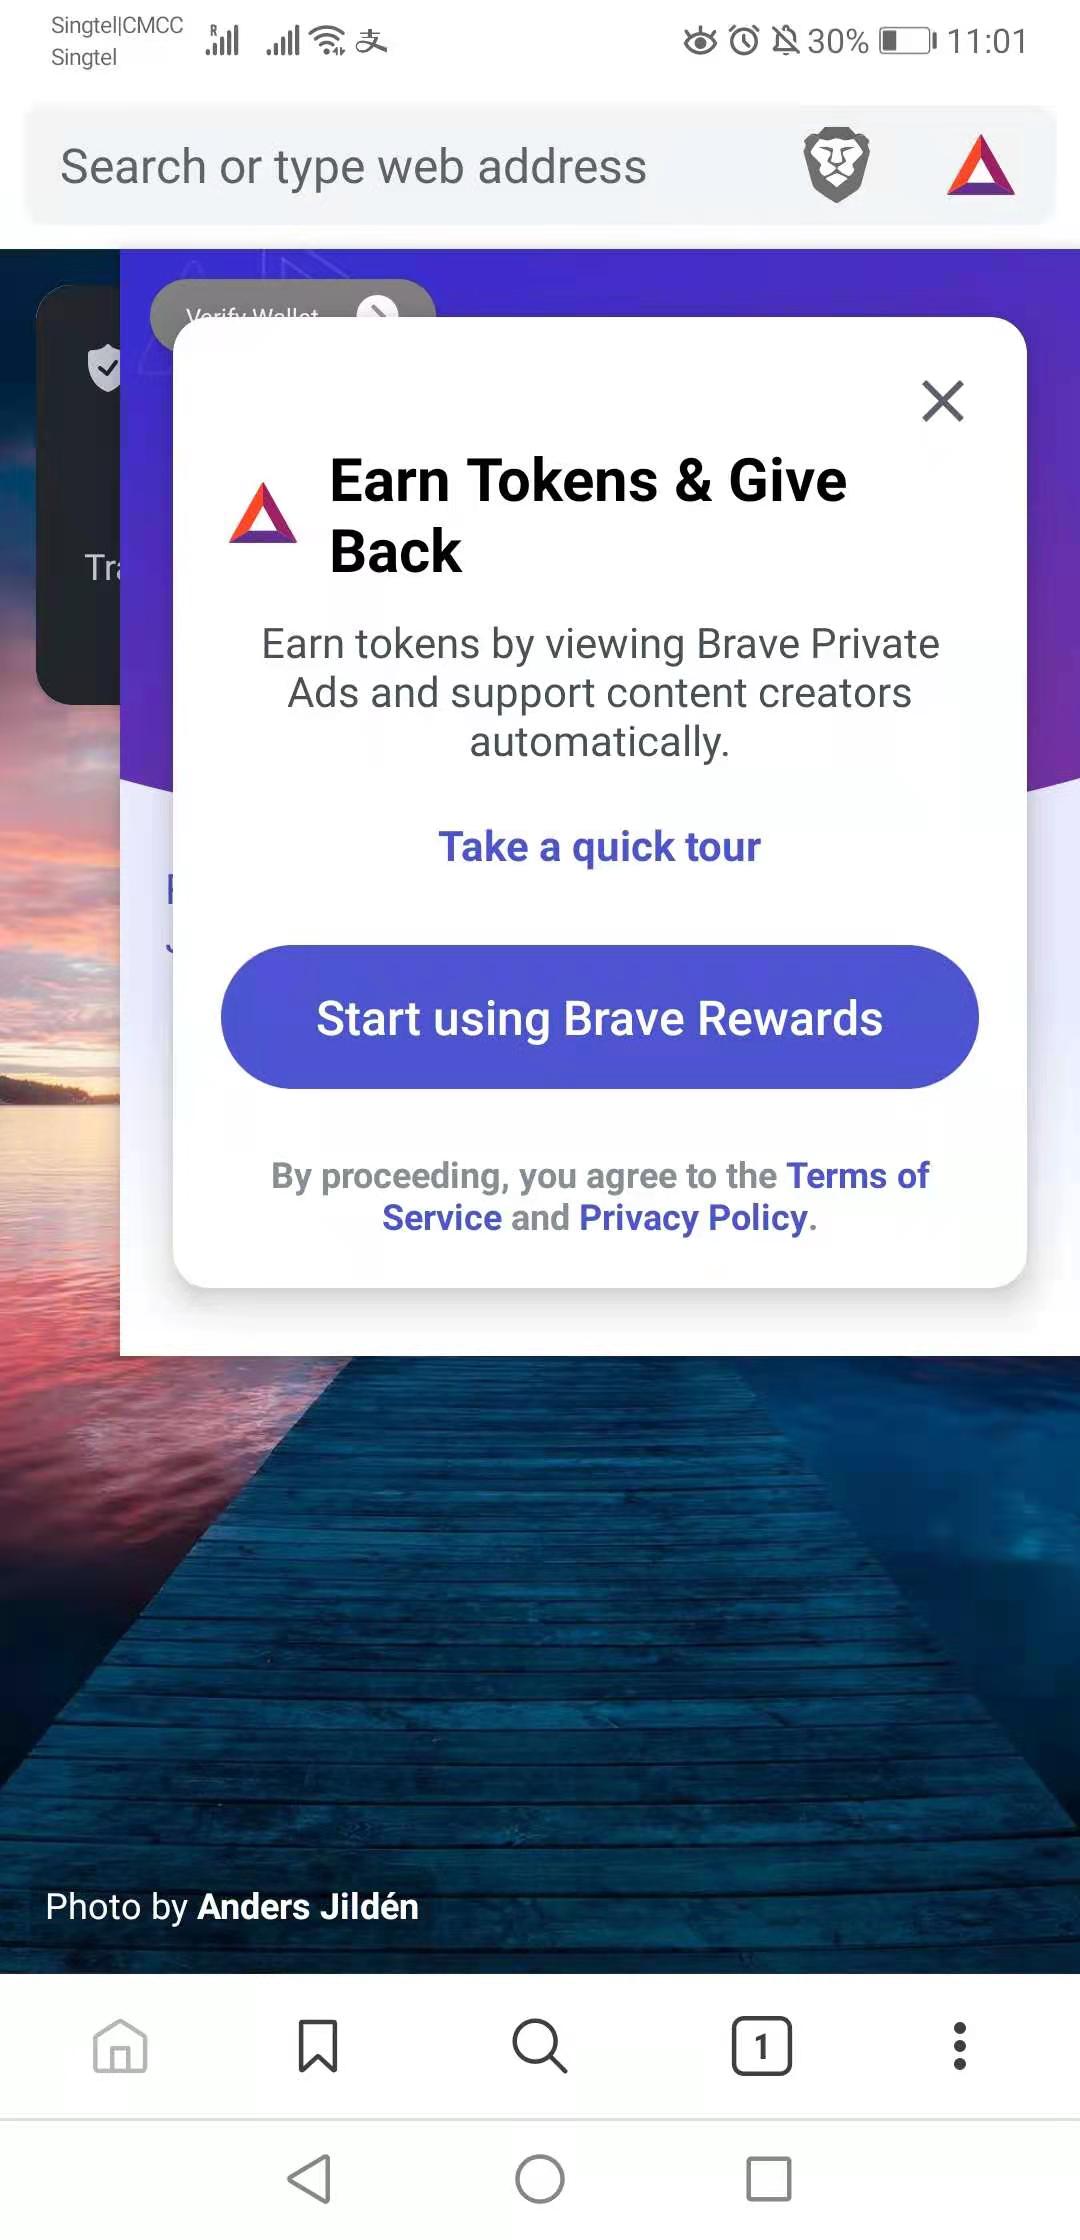 Singtel|CMCC
Singtel
R
支
30%
11:01
Search or type web address
Verify Wallet
Earn Tokens & Give
Back
Earn tokens by viewing Brave Private
Ads and support content creators
automatically.
Take a quick tour
Start using Brave Rewards
By proceeding, you agree to the Terms of
Service and Privacy Policy.
Photo by Anders Jildén
1